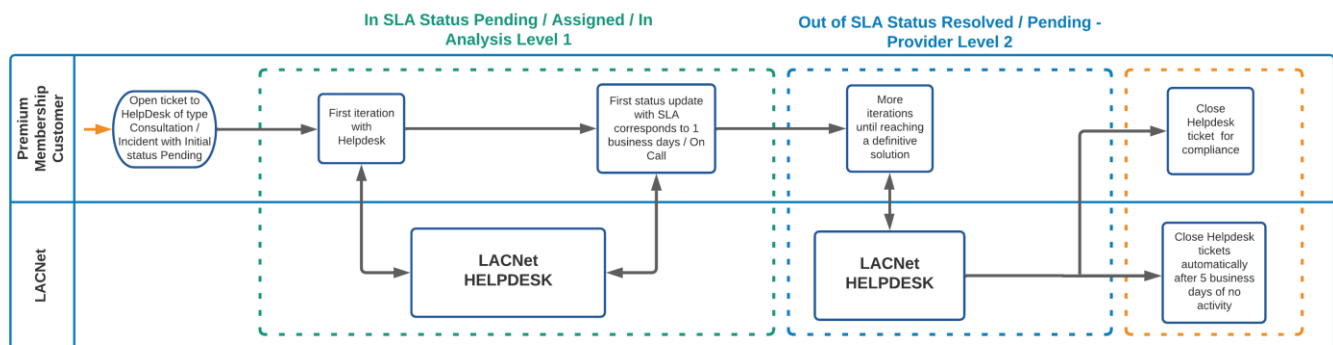 In SLA Status Pending / Assigned / In
Analysis Level 1
Out of SLA Status Resolved / Pending -
Provider Level 2
Premium
Membership
Customer
Open ticket to
HelpDesk of type
Consultation /
Incident with Initial
status Pending
First iteration
with
Helpdesk
First status update
with SLA
corresponds to 1
business days / On
Call
More
iterations
until reaching
a definitive
solution
Close
Helpdesk
ticket for
compliance
LACNet
LACNet
HELPDESK
LACNet
HELPDESK
Close Helpdesk
tickets
automatically
after 5 business
days of no
activity